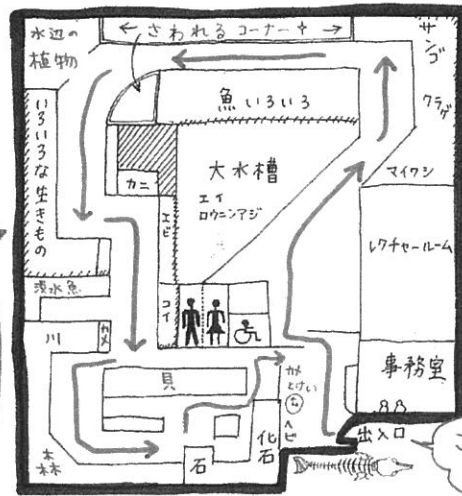 水辺の
植物
← さわれるコーナー →
サンゴ
クラゲ
魚いろいろ
いろいろな生きもの
カニ
大水槽
エイ
ロウニンアジ
マイワシ
エビ
レクチャールーム
淡水魚
コイ
川
カメ
貝
カメ
とけい
ヘビ
事務室
化石
石
森
出入口